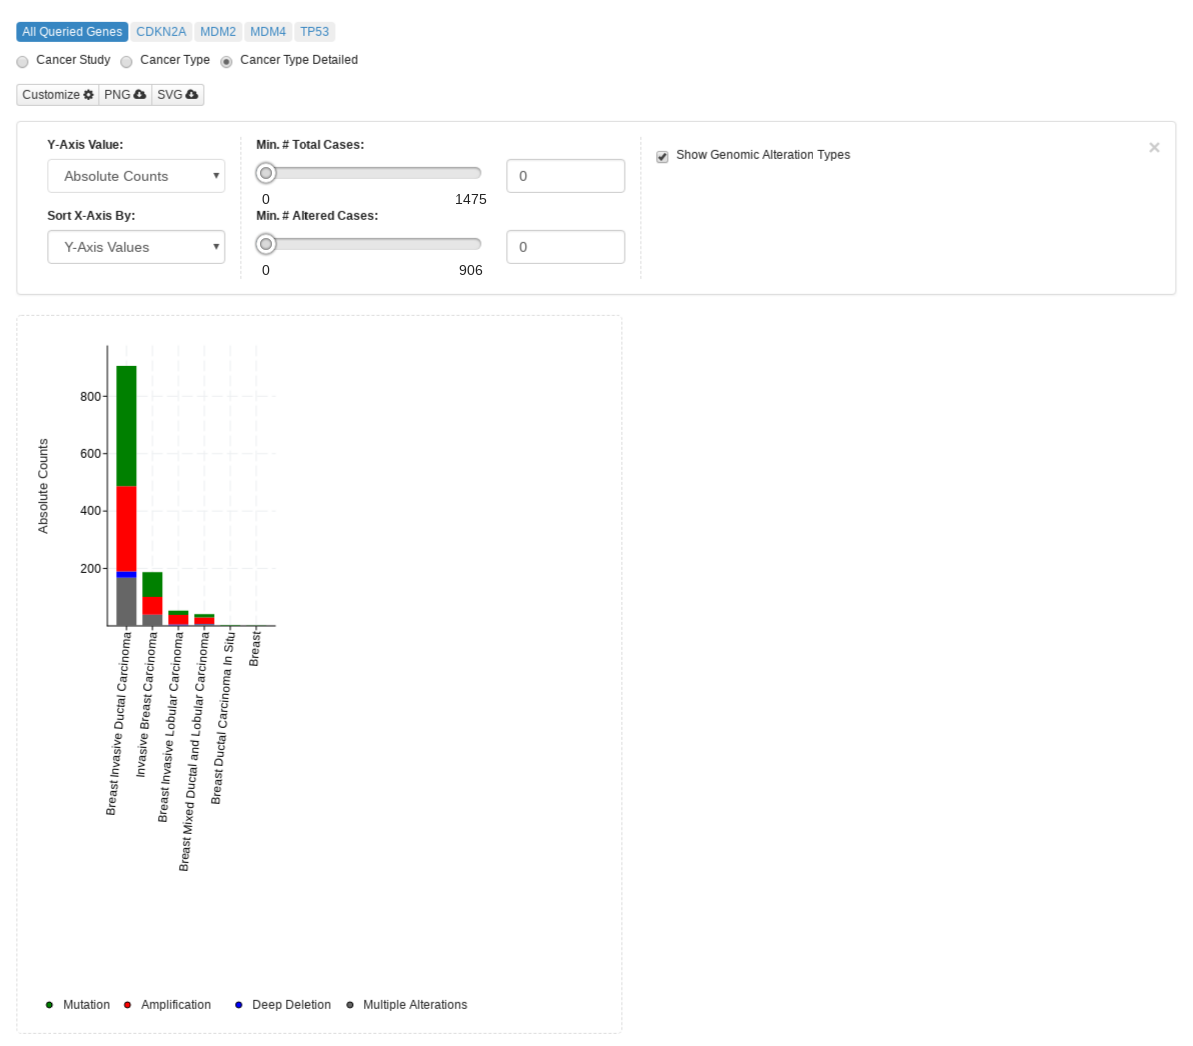 All Queried Genes CDKN2A MDM2 MDM4 TP53
Cancer Study Cancer Type Cancer Type Detailed
Customize PNG SVG
Y-Axis Value:
Absolute Counts
Sort X-Axis By:
Y-Axis Values
Min. # Total Cases:
0
0 1475
Min. # Altered Cases:
0
0 906
Show Genomic Alteration Types
×
Absolute Counts
800
600
400
200
Breast Invasive Ductal Carcinoma
Invasive Breast Carcinoma
Breast Invasive Lobular Carcinoma
Breast Mixed Ductal and Lobular Carcinoma
Breast Ductal Carcinoma In Situ
Breast
Mutation Amplification Deep Deletion Multiple Alterations